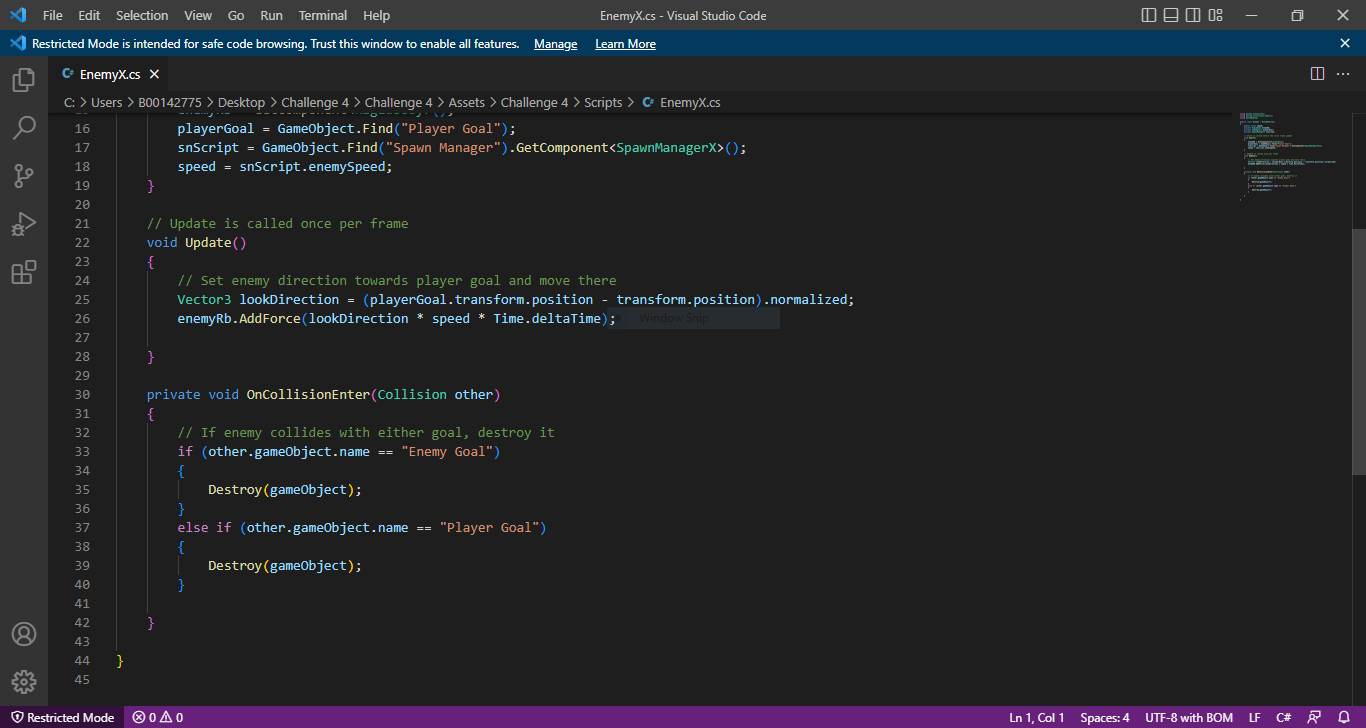 File Edit Selection View Go Run Terminal Help EnemyX.cs - Visual Studio Code
Restricted Mode is intended for safe code browsing. Trust this window to enable all features. Manage Learn More
C# EnemyX.cs
C: > Users > B00142775 > Desktop > Challenge 4 > Challenge 4 > Assets > Challenge 4 > Scripts > C# EnemyX.cs
16 playerGoal = GameObject.Find("Player Goal");
17 snScript = GameObject.Find("Spawn Manager").GetComponent<SpawnManagerX>();
18 speed = snScript.enemySpeed;
19 }
20
21 // Update is called once per frame
22 void Update()
23 {
24 // Set enemy direction towards player goal and move there
25 Vector3 lookDirection = (playerGoal.transform.position - transform.position).normalized;
26 enemyRb.AddForce(lookDirection * speed * Time.deltaTime); Window Snip
27
28 }
29
30 private void OnCollisionEnter(Collision other)
31 {
32 // If enemy collides with either goal, destroy it
33 if (other.gameObject.name == "Enemy Goal")
34 {
35 Destroy(gameObject);
36 }
37 else if (other.gameObject.name == "Player Goal")
38 {
39 Destroy(gameObject);
40 }
41
42 }
43
44 }
45
Restricted Mode 0 0 Ln 1, Col 1 Spaces: 4 UTF-8 with BOM LF C#